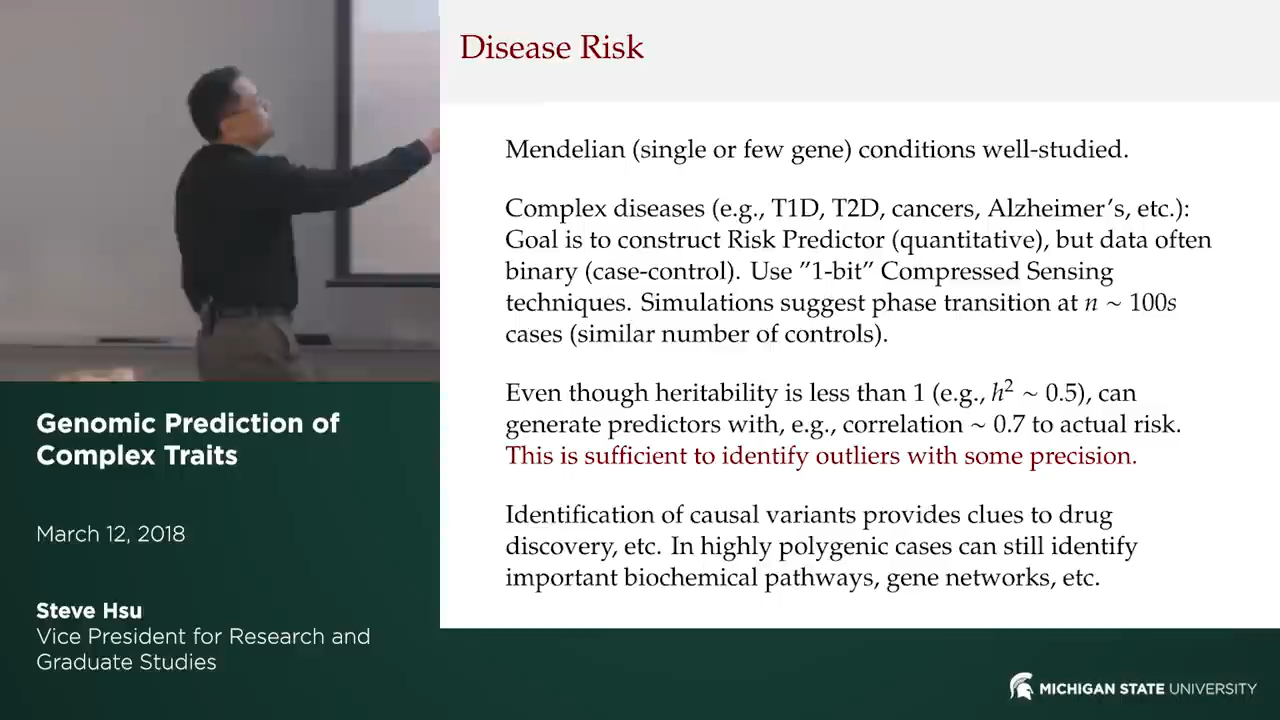 Disease Risk
Mendelian (single or few gene) conditions well-studied.
Complex diseases (e.g., T1D, T2D, cancers, Alzheimer's, etc.):
Goal is to construct Risk Predictor (quantitative), but data often
binary (case-control). Use ”1-bit” Compressed Sensing
techniques. Simulations suggest phase transition at n ∼ 100s
cases (similar number of controls).
Even though heritability is less than 1 (e.g., h² ∼ 0.5), can
generate predictors with, e.g., correlation ∼ 0.7 to actual risk.
This is sufficient to identify outliers with some precision.
Identification of causal variants provides clues to drug
discovery, etc. In highly polygenic cases can still identify
important biochemical pathways, gene networks, etc.
Genomic Prediction of
Complex Traits
March 12, 2018
Steve Hsu
Vice President for Research and
Graduate Studies
MICHIGAN STATE UNIVERSITY